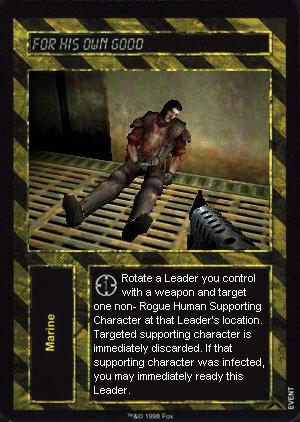 FOR HIS OWN GOOD
Marine
Rotate a Leader you control
with a weapon and target
one non- Rogue Human Supporting
Character at that Leader's location.
Targeted supporting character is
immediately discarded. If that
supporting character was infected,
you may immediately ready this
Leader.
EVENT
™&© 1998 Fox